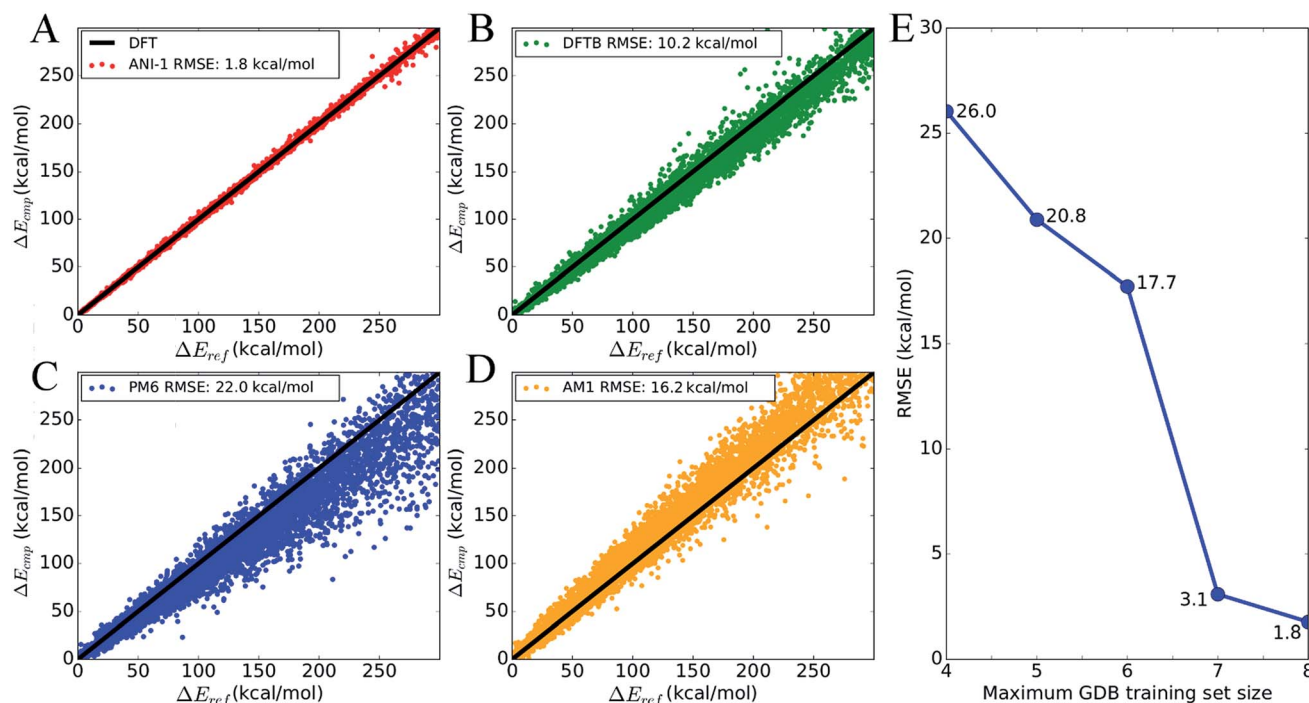 A
DFT
ANI-1 RMSE: 1.8 kcal/mol
250
200
150
100
50
0
ΔE_cmp (kcal/mol)
0 50 100 150 200 250
ΔE_ref (kcal/mol)
B
DFTB RMSE: 10.2 kcal/mol
250
200
150
100
50
0
ΔE_cmp (kcal/mol)
0 50 100 150 200 250
ΔE_ref (kcal/mol)
C
PM6 RMSE: 22.0 kcal/mol
250
200
150
100
50
0
ΔE_cmp (kcal/mol)
0 50 100 150 200 250
ΔE_ref (kcal/mol)
D
AM1 RMSE: 16.2 kcal/mol
250
200
150
100
50
0
ΔE_cmp (kcal/mol)
0 50 100 150 200 250
ΔE_ref (kcal/mol)
E
30
25
20
15
10
5
0
RMSE (kcal/mol)
26.0
20.8
17.7
3.1
1.8
4 5 6 7 8
Maximum GDB training set size